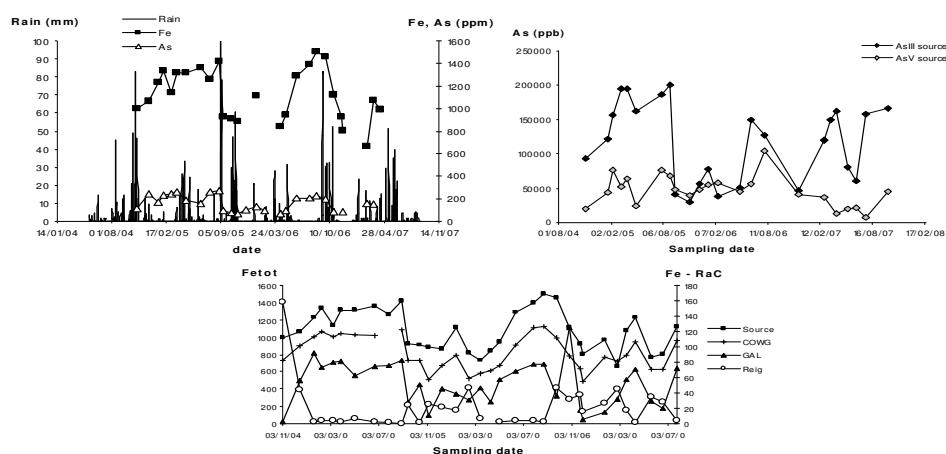 Rain (mm)
Rain
Fe
As
Fe, As (ppm)
100
90
80
70
60
50
40
30
20
10
0
1600
1400
1200
1000
800
600
400
200
0
14/01/04 01/08/04 17/02/05 05/09/05 24/03/06 10/10/06 28/04/07 14/11/07
date
As (ppb)
AsIII source
AsV source
250000
200000
150000
100000
50000
0
01/08/04 02/02/05 06/08/05 07/02/06 11/08/06 12/02/07 16/08/07 17/02/08
Sampling date
Fetot
Fe - RaC
1600
1400
1200
1000
800
600
400
200
0
180
160
140
120
100
80
60
40
20
0
Source
COWG
GAL
Reig
03/11/04 03/03/0 03/07/0 03/11/05 03/03/0 03/07/0 03/11/06 03/03/0 03/07/0
Sampling date